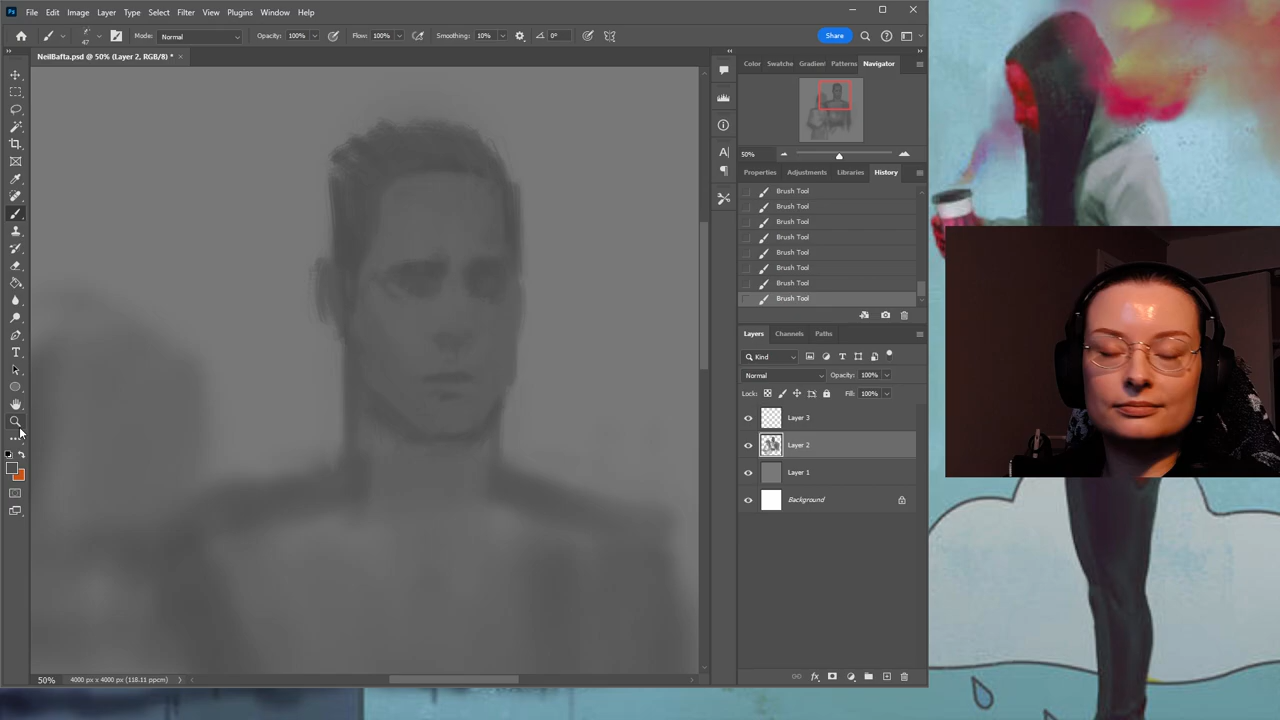 Ps File Edit Image Layer Type Select Filter View Plugins Window Help
47 Mode: Normal Opacity: 100% Flow: 100% Smoothing: 10% 0° Share
NeilBafta.psd @ 50% (Layer 2, RGB/8) *
Color Swatche Gradien Patterns Navigator
50%
Properties Adjustments Libraries History
Brush Tool
Brush Tool
Brush Tool
Brush Tool
Brush Tool
Brush Tool
Brush Tool
Brush Tool
Layers Channels Paths
Kind
Normal Opacity: 100%
Lock: Fill: 100%
Layer 3
Layer 2
Layer 1
Background
50% 4000 px x 4000 px (118.11 ppcm)